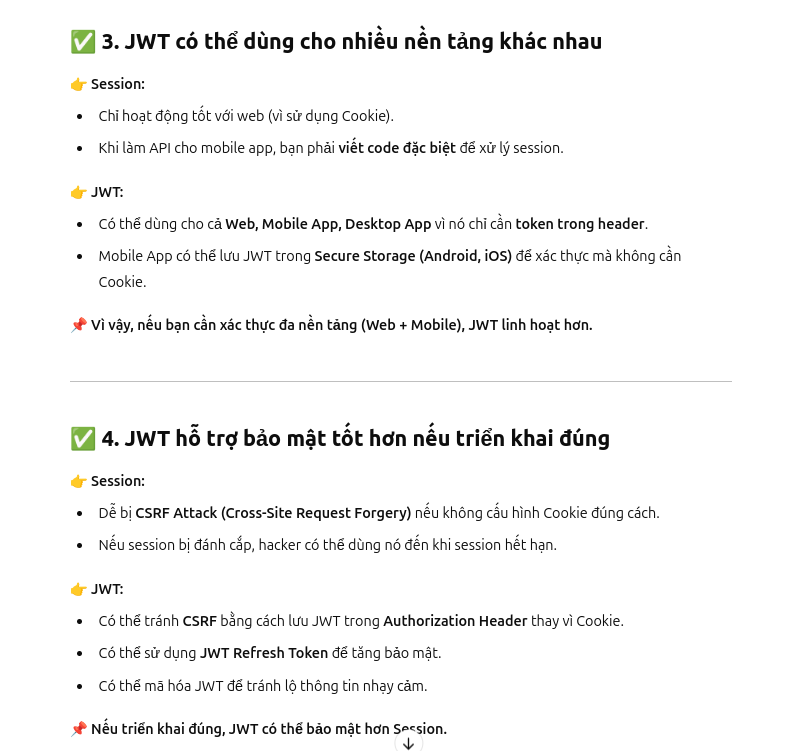 ✅ 3. JWT có thể dùng cho nhiều nền tảng khác nhau
👉 Session:
• Chỉ hoạt động tốt với web (vì sử dụng Cookie).
• Khi làm API cho mobile app, bạn phải viết code đặc biệt để xử lý session.
👉 JWT:
• Có thể dùng cho cả Web, Mobile App, Desktop App vì nó chỉ cần token trong header.
• Mobile App có thể lưu JWT trong Secure Storage (Android, iOS) để xác thực mà không cần
Cookie.
📌 Vì vậy, nếu bạn cần xác thực đa nền tảng (Web + Mobile), JWT linh hoạt hơn.
✅ 4. JWT hỗ trợ bảo mật tốt hơn nếu triển khai đúng
👉 Session:
• Dễ bị CSRF Attack (Cross-Site Request Forgery) nếu không cấu hình Cookie đúng cách.
• Nếu session bị đánh cắp, hacker có thể dùng nó đến khi session hết hạn.
👉 JWT:
• Có thể tránh CSRF bằng cách lưu JWT trong Authorization Header thay vì Cookie.
• Có thể sử dụng JWT Refresh Token để tăng bảo mật.
• Có thể mã hóa JWT để tránh lộ thông tin nhạy cảm.
📌 Nếu triển khai đúng, JWT có thể bảo mật hơn Session.